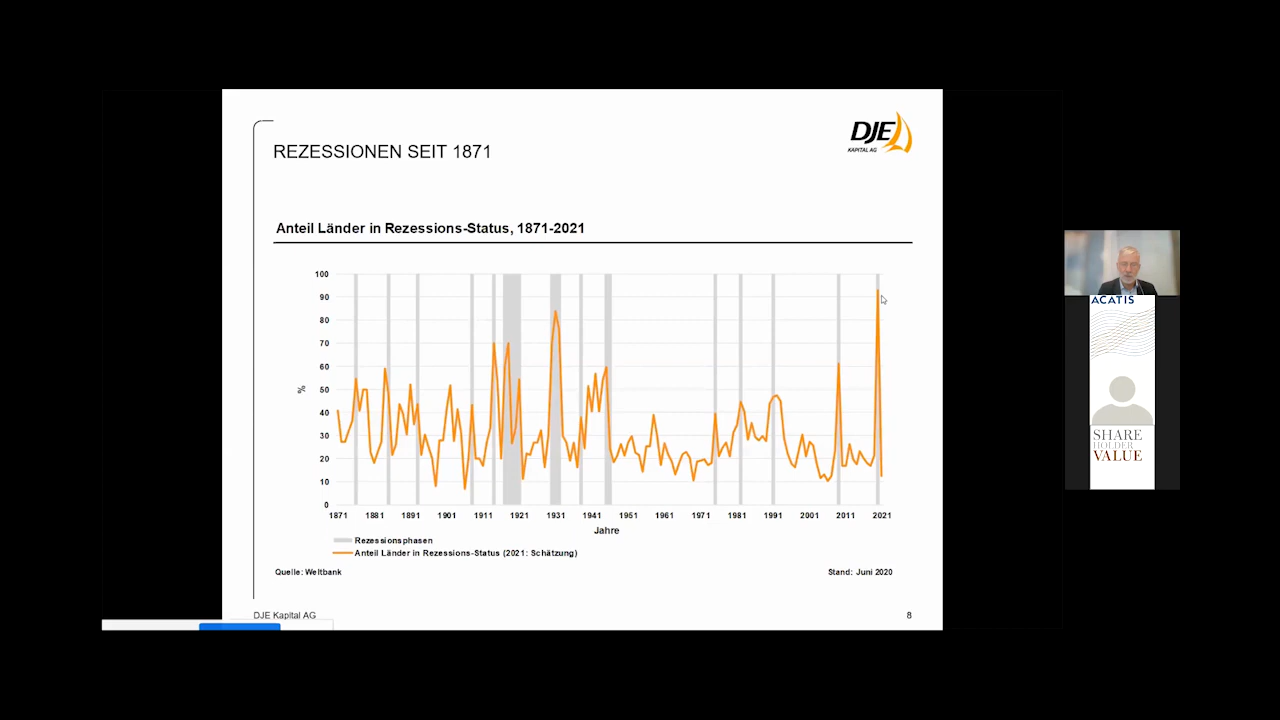 DJE
KAPITAL AG
REZESSIONEN SEIT 1871
Anteil Länder in Rezessions-Status, 1871-2021
100
90
80
70
60
50
40
30
20
10
0
%
1871 1881 1891 1901 1911 1921 1931 1941 1951 1961 1971 1981 1991 2001 2011 2021
Jahre
Rezessionsphasen
Anteil Länder in Rezessions-Status (2021: Schätzung)
Quelle: Weltbank
Stand: Juni 2020
DJE Kapital AG
8
ACATIS
SHARE
HOLDER
VALUE